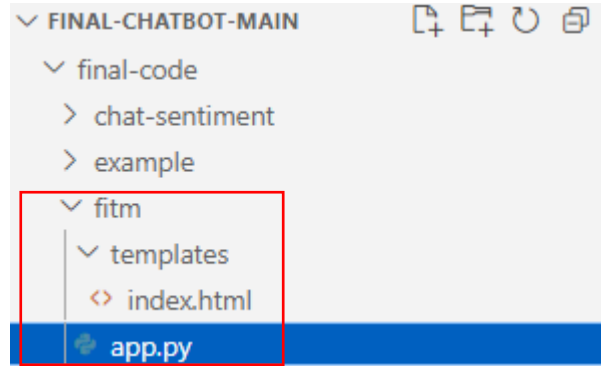 FINAL-CHATBOT-MAIN
final-code
chat-sentiment
example
fitm
templates
<> index.html
app.py